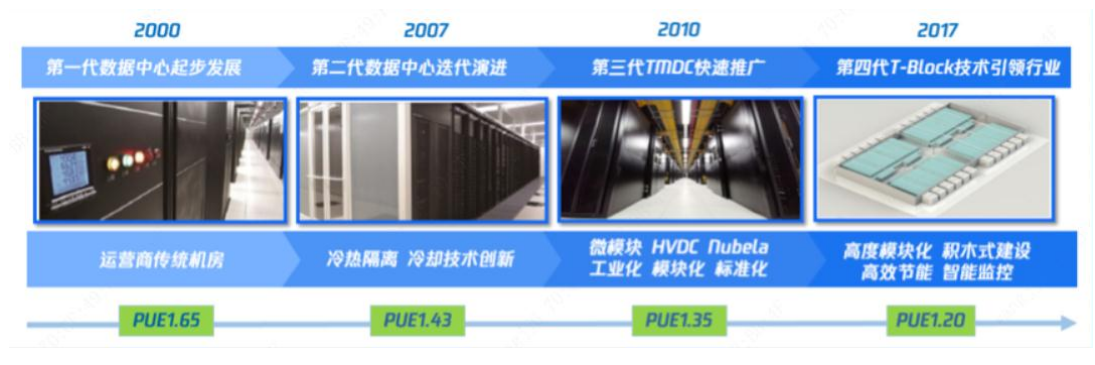 2000
2007
2010
2017
第一代数据中心起步发展
第二代数据中心迭代演进
第三代TMDC快速推广
第四代T-Block技术引领行业
运营商传统机房
冷热隔离 冷却技术创新
微模块 HVDC Nubela
工业化 模块化 标准化
高度模块化 积木式建设
高效节能 智能监控
PUE1.65
PUE1.43
PUE1.35
PUE1.20